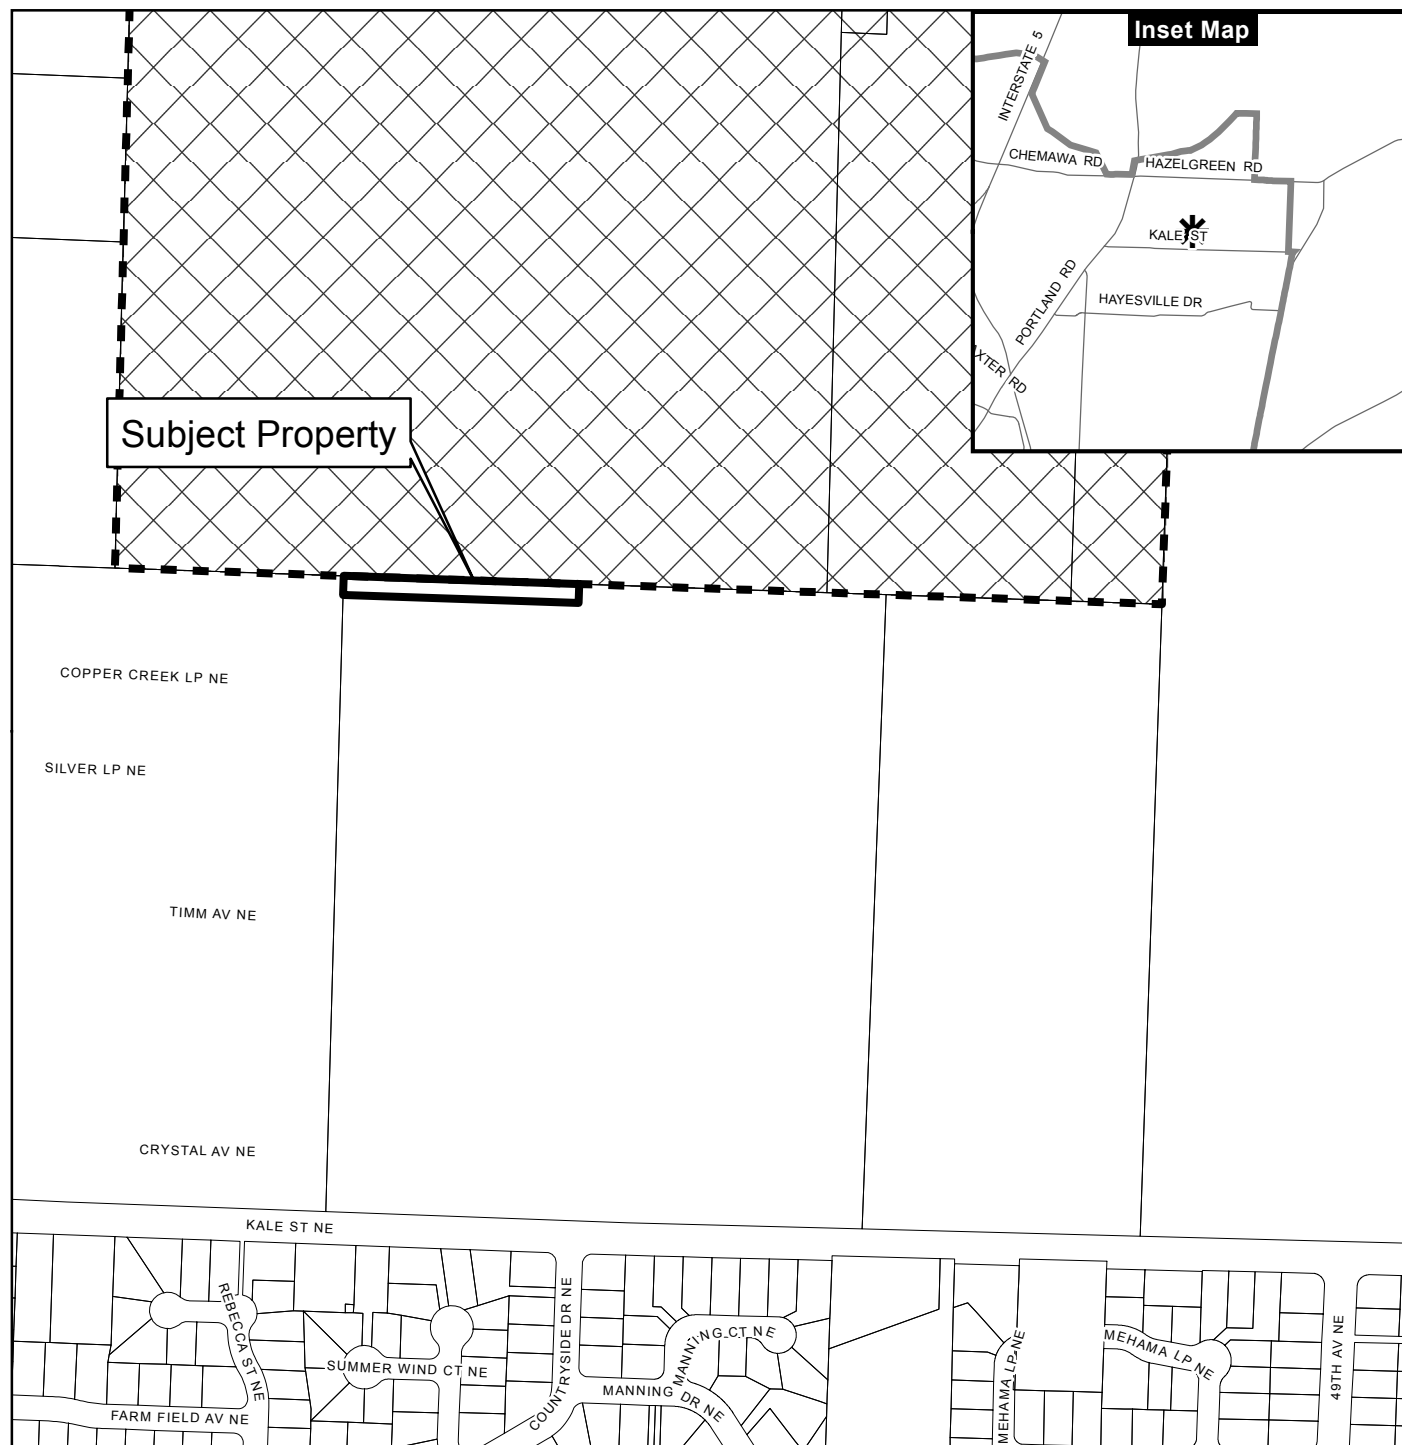 Inset Map
INTERSTATE 5
CHEMAWA RD
HAZELGREEN RD
KALE ST
PORTLAND RD
HAYESVILLE DR
XTER RD
Subject Property
COPPER CREEK LP NE
SILVER LP NE
TIMM AV NE
CRYSTAL AV NE
KALE ST NE
REBECCA ST NE
SUMMER WIND CT NE
FARM FIELD AV NE
COUNTRYSIDE DR NE
MANNING CT NE
MANNING DR NE
MEHAMA LP NE
MEHAMA LP NE
49TH AV NE